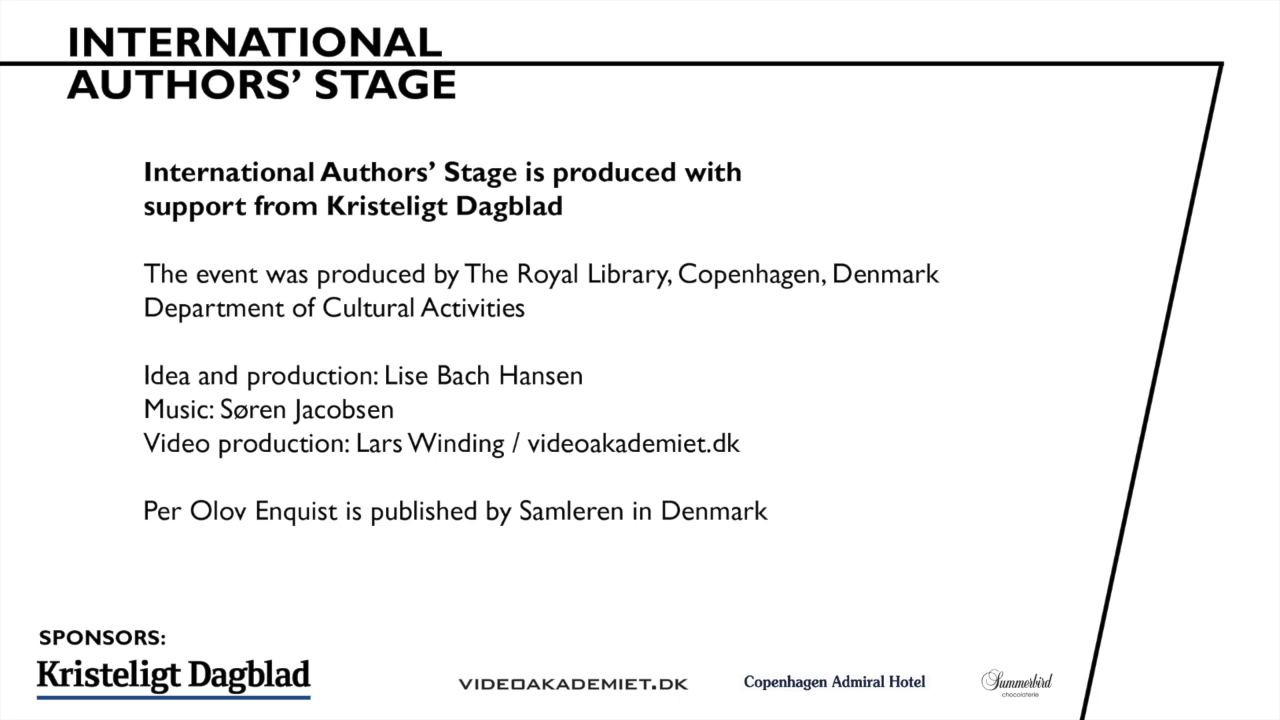 INTERNATIONAL
AUTHORS’ STAGE
International Authors’ Stage is produced with
support from Kristeligt Dagblad
The event was produced by The Royal Library, Copenhagen, Denmark
Department of Cultural Activities
Idea and production: Lise Bach Hansen
Music: Søren Jacobsen
Video production: Lars Winding / videoakademiet.dk
Per Olov Enquist is published by Samleren in Denmark
SPONSORS:
Kristeligt Dagblad
VIDEOAKADEMIET.DK
Copenhagen Admiral Hotel
Summerbird
chocolaterie